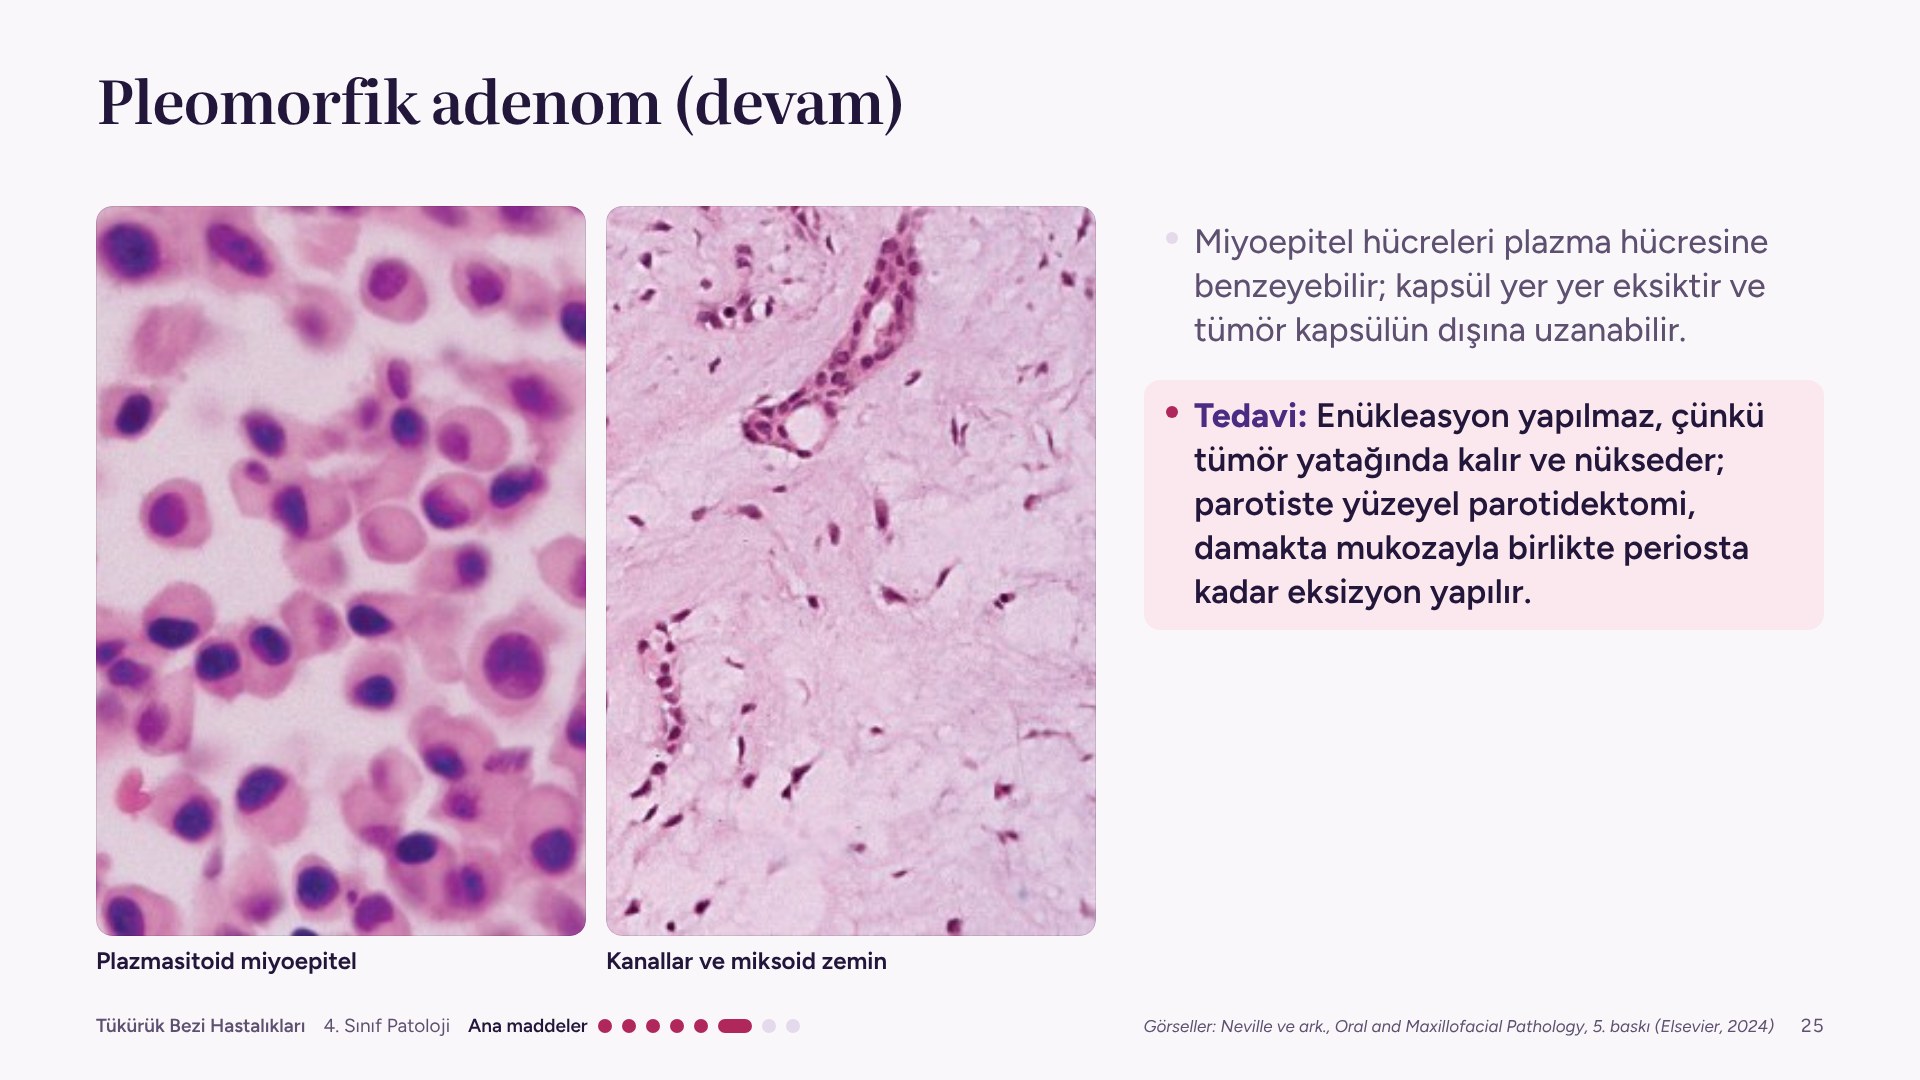 Pleomorfik adenom (devam)
Miyoepitel hücreleri plazma hücresine
benzeyebilir; kapsül yer yer eksiktir ve
tümör kapsülün dışına uzanabilir.
Tedavi: Enükleasyon yapılmaz, çünkü
tümör yatağında kalır ve nükseder;
parotiste yüzeyel parotidektomi,
damakta mukozayla birlikte periosta
kadar eksizyon yapılır.
Plazmasitoid miyoepitel
Kanallar ve miksoid zemin
Tükürük Bezi Hastalıkları 4. Sınıf Patoloji Ana maddeler
Görseller: Neville ve ark., Oral and Maxillofacial Pathology, 5. baskı (Elsevier, 2024) 25